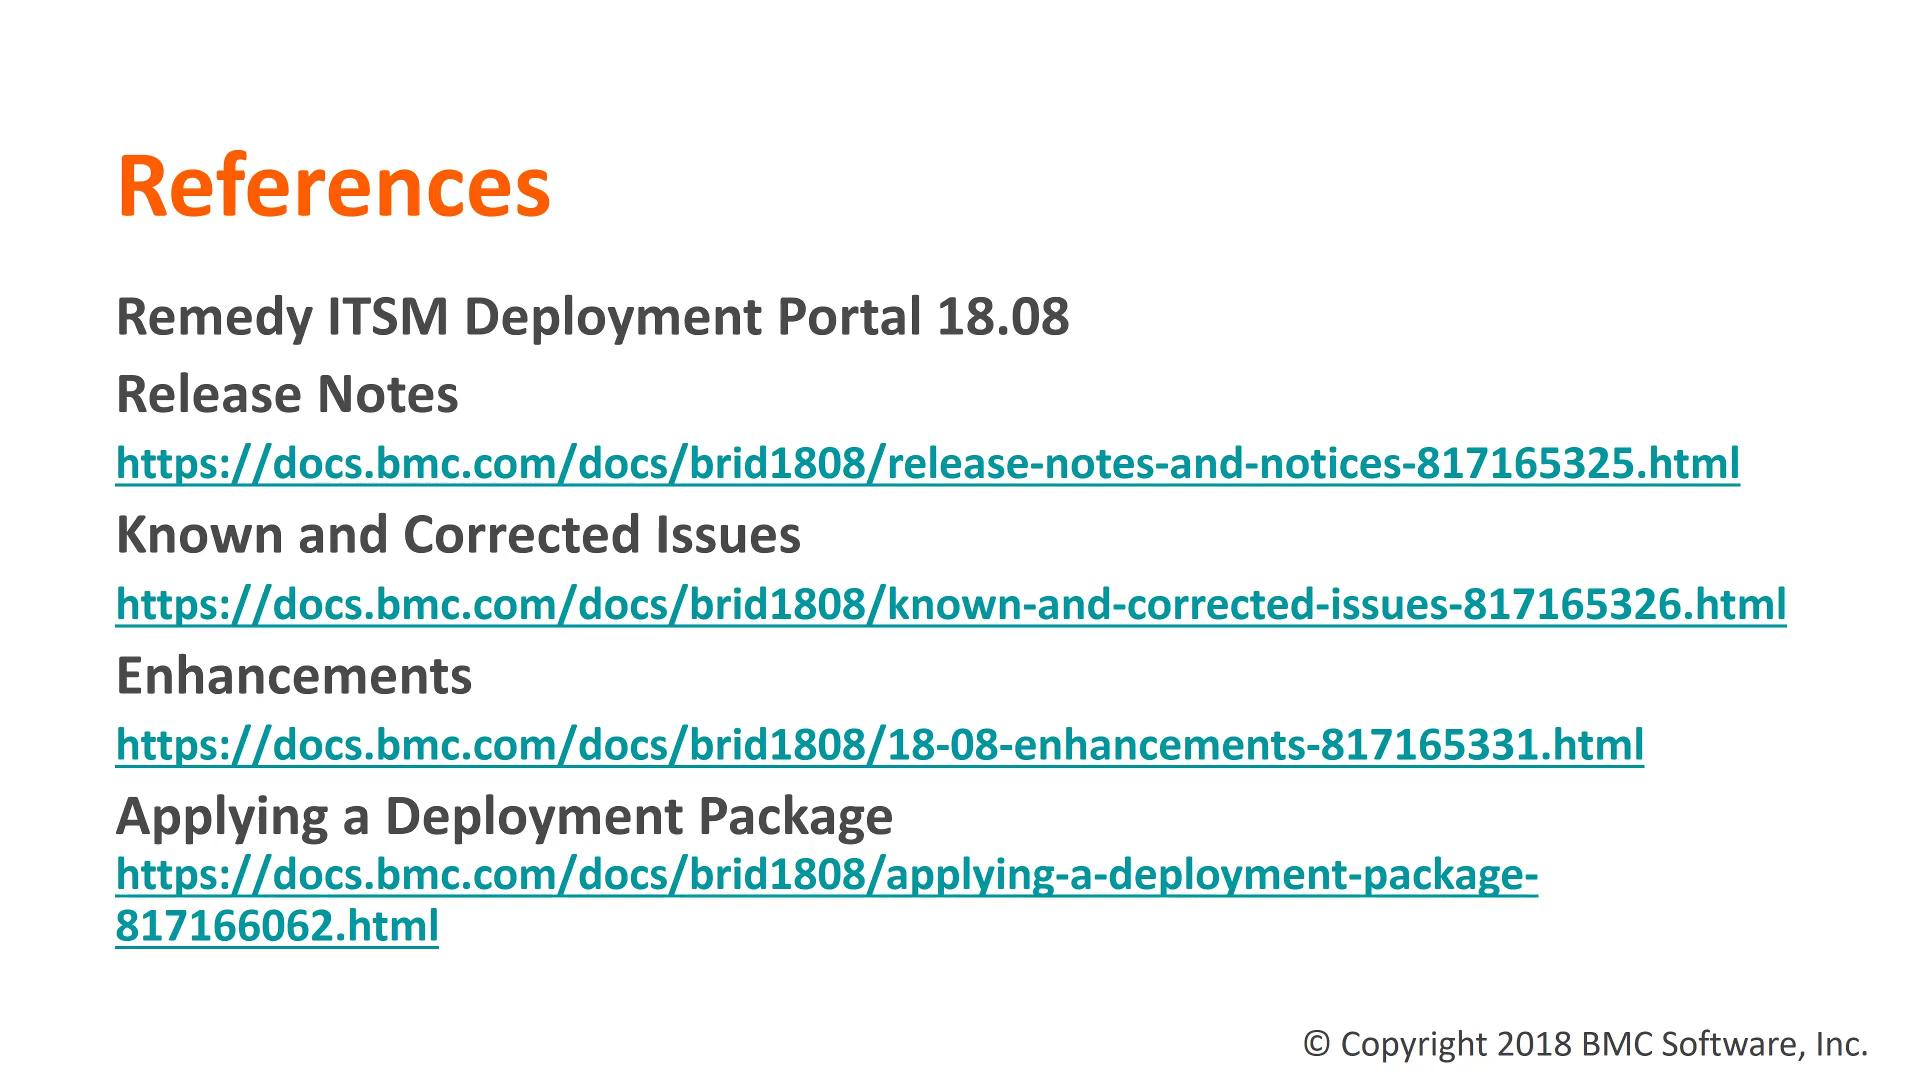 References
Remedy ITSM Deployment Portal 18.08
Release Notes
https://docs.bmc.com/docs/brid1808/release-notes-and-notices-817165325.html
Known and Corrected Issues
https://docs.bmc.com/docs/brid1808/known-and-corrected-issues-817165326.html
Enhancements
https://docs.bmc.com/docs/brid1808/18-08-enhancements-817165331.html
Applying a Deployment Package
https://docs.bmc.com/docs/brid1808/applying-a-deployment-package-
817166062.html
© Copyright 2018 BMC Software, Inc.